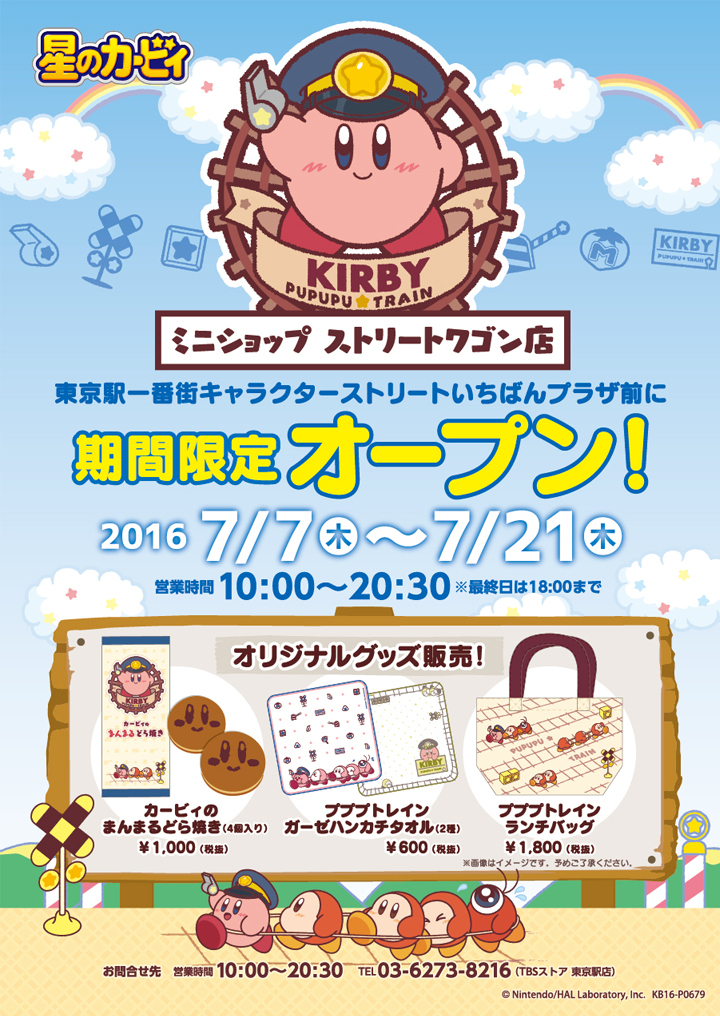 星のカービィ
KIRBY
PUPUPU★TRAIN
M
KIRBY
PUPUPU★TRAIN
ミニショップ ストリートワゴン店
東京駅一番街キャラクターストリートいちばんプラザ前に
期間限定オープン!
2016 7/7㊍〜7/21㊍
営業時間 10:00〜20:30 ※最終日は18:00まで
オリジナルグッズ販売!
KIRBY
カービィの
まんまるどら焼き
KIRBY
PUPUPU★TRAIN
カービィの
まんまるどら焼き(4個入り)
¥1,000(税抜)
プププトレイン
ガーゼハンカチタオル(2種)
¥600(税抜)
プププトレイン
ランチバッグ
¥1,800(税抜)
※画像はイメージです。予めご了承ください。
お問合せ先 営業時間 10:00〜20:30 TEL 03-6273-8216(TBSストア 東京駅店)
© Nintendo/HAL Laboratory, Inc. KB16-P0679